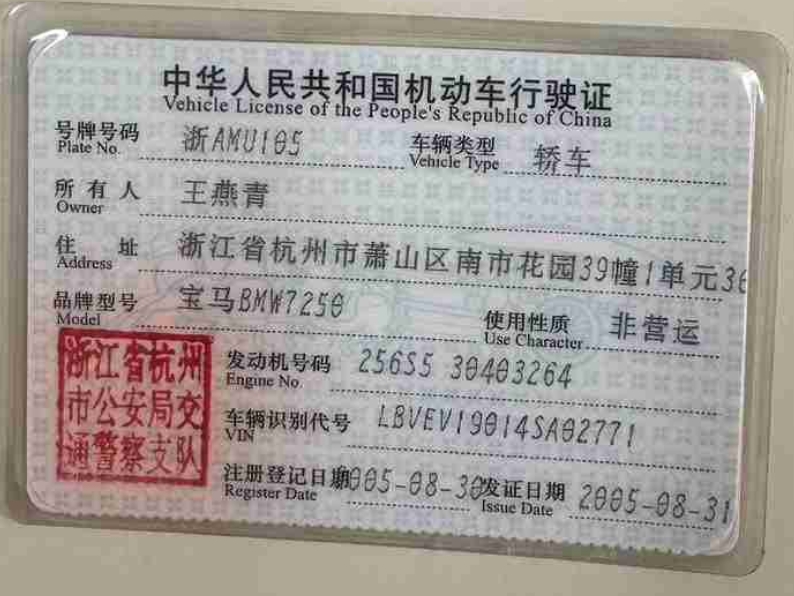 中华人民共和国机动车行驶证
Vehicle License of the People's Republic of China
号牌号码 浙AMU105 车辆类型 轿车
Plate No. Vehicle Type
所有人 王燕青
Owner
住址 浙江省杭州市萧山区南市花园39幢1单元36
Address
品牌型号 宝马BMW7250 使用性质 非营运
Model Use Character
浙江省杭州
市公安局交
通警察支队
发动机号码 256S5 30403264
Engine No.
车辆识别代号 LBVEV19014SA02771
VIN
注册登记日期 2005-08-30 发证日期 2005-08-31
Register Date Issue Date